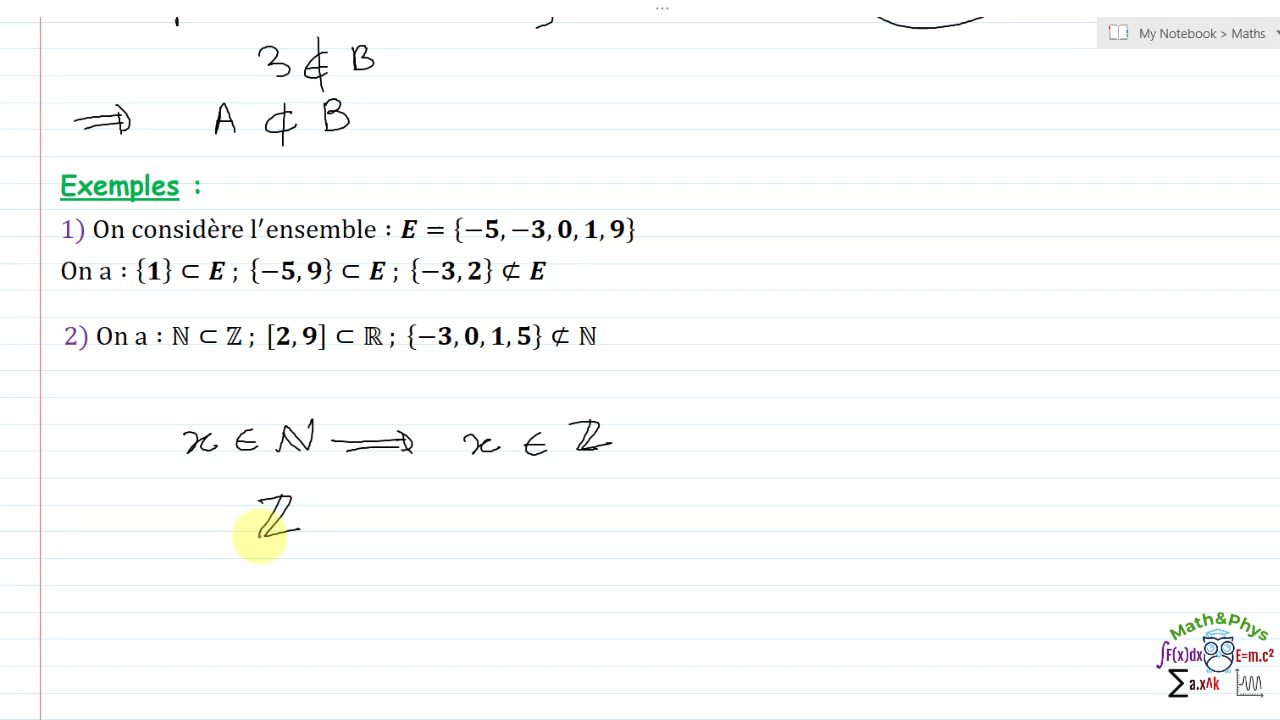 My Notebook > Maths
3 ∉ B
⟹ A ⊄ B
Exemples :
1) On considère l′ensemble : E = {−5, −3, 0, 1, 9}
On a : {1} ⊂ E ; {−5, 9} ⊂ E ; {−3, 2} ⊄ E
2) On a : ℕ ⊂ ℤ ; [2, 9] ⊂ ℝ ; {−3, 0, 1, 5} ⊄ ℕ
x ∈ ℕ ⟹ x ∈ ℤ
ℤ
Math&Phys
∫F(x)dx E=m.c²
∑ a.x^k